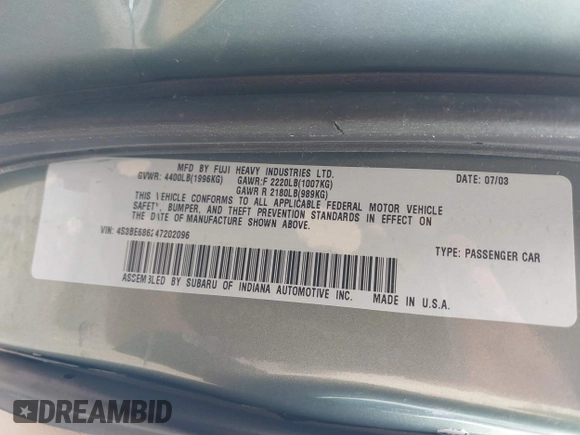 MFD BY FUJI HEAVY INDUSTRIES LTD. DATE: 07/03
GVWR: 4400LB(1996KG) GAWR:F 2220LB(1007KG)
GAWR R 2180LB(989KG)
THIS VEHICLE CONFORMS TO ALL APPLICABLE FEDERAL MOTOR VEHICLE
SAFETY, BUMPER, AND THEFT PREVENTION STANDARDS IN EFFECT ON
THE DATE OF MANUFACTURE SHOWN ABOVE.
VIN: 4S3BE686247202096 TYPE: PASSENGER CAR
ASSEMBLED BY SUBARU OF INDIANA AUTOMOTIVE INC. MADE IN U.S.A.
DREAMBID